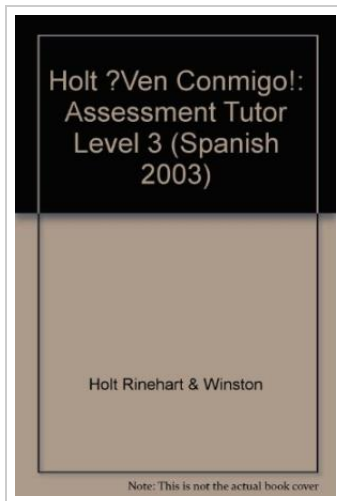 Holt ?Ven Conmigo!:
Assessment Tutor
Level 3 (Spanish
2003)
Holt Rinehart & Winston
Note: This is not the actual book cover